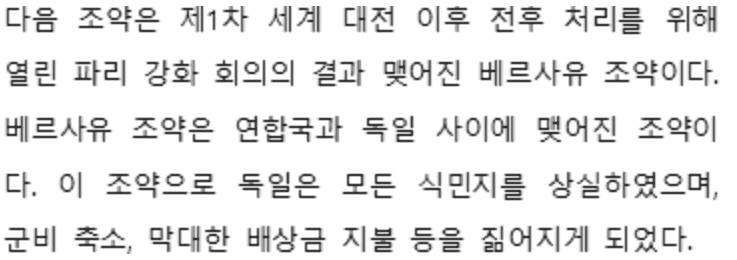 다음 조약은 제1차 세계 대전 이후 전후 처리를 위해
열린 파리 강화 회의의 결과 맺어진 베르사유 조약이다.
베르사유 조약은 연합국과 독일 사이에 맺어진 조약이
다. 이 조약으로 독일은 모든 식민지를 상실하였으며,
군비 축소, 막대한 배상금 지불 등을 짊어지게 되었다.